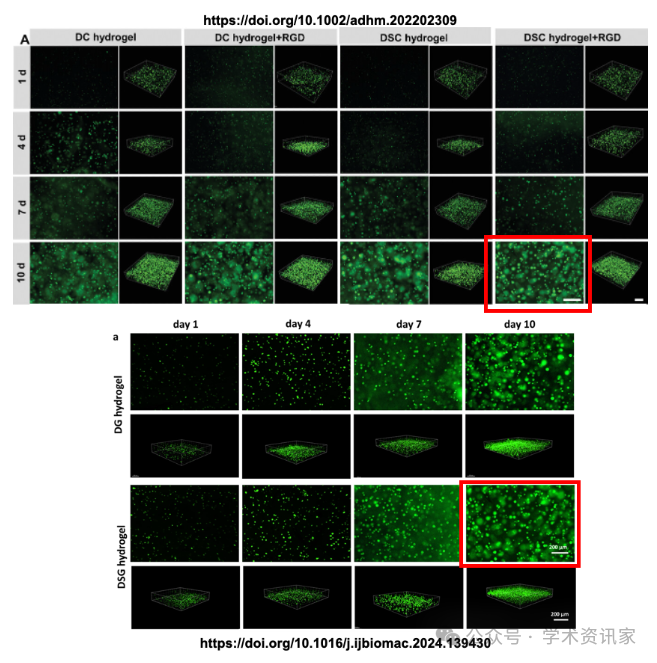 https://doi.org/10.1002/adhm.202202309
A
DC hydrogel DC hydrogel+RGD DSC hydrogel DSC hydrogel+RGD
1 d
4 d
7 d
10 d
a
day 1 day 4 day 7 day 10
DG hydrogel
DSG hydrogel
200 µm
200 µm
公众号 · 学术资讯家
https://doi.org/10.1016/j.ijbiomac.2024.139430